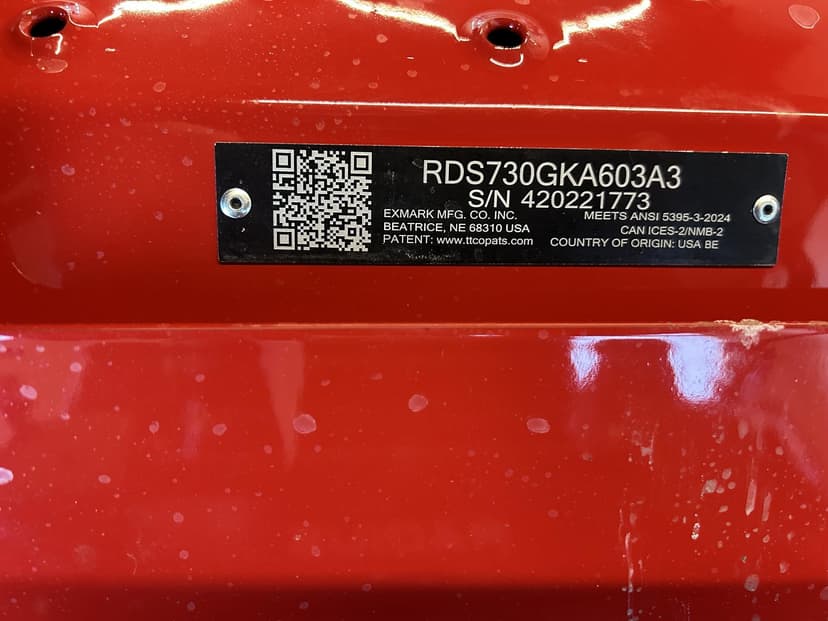 RDS730GKA603A3
S/N 420221773
EXMARK MFG. CO. INC.
BEATRICE, NE 68310 USA
PATENT: www.ttcopats.com
MEETS ANSI 5395-3-2024
CAN ICES-2/NMB-2
COUNTRY OF ORIGIN: USA BE